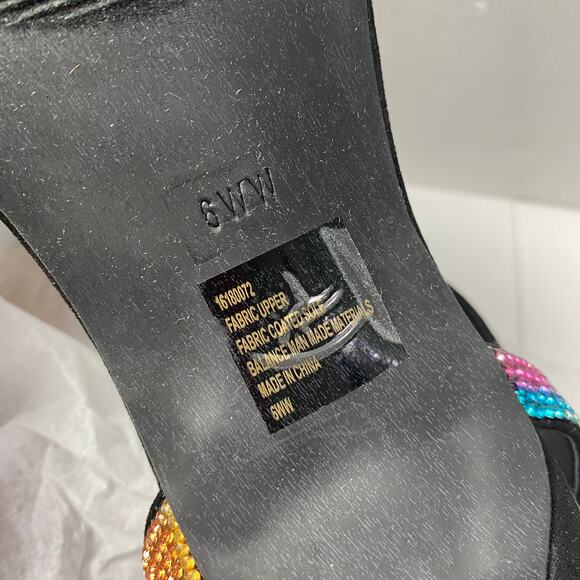 6WW
16180072
FABRIC UPPER
FABRIC COATED SOLE
BALANCE MAN MADE MATERIALS
MADE IN CHINA
6WW